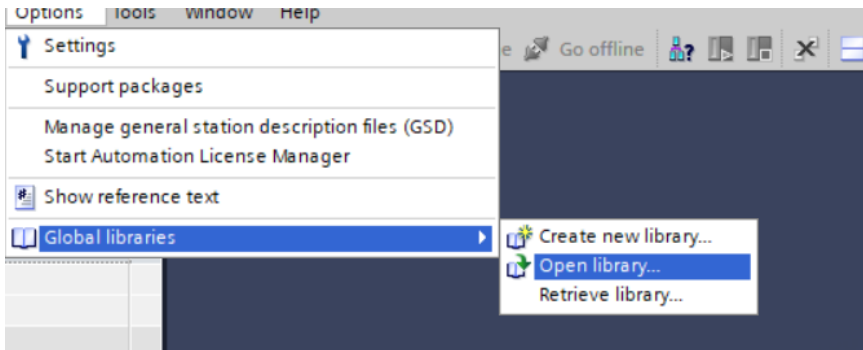 Options Tools Window Help
Settings
Go offline
Support packages
Manage general station description files (GSD)
Start Automation License Manager
Show reference text
Global libraries
Create new library...
Open library...
Retrieve library...